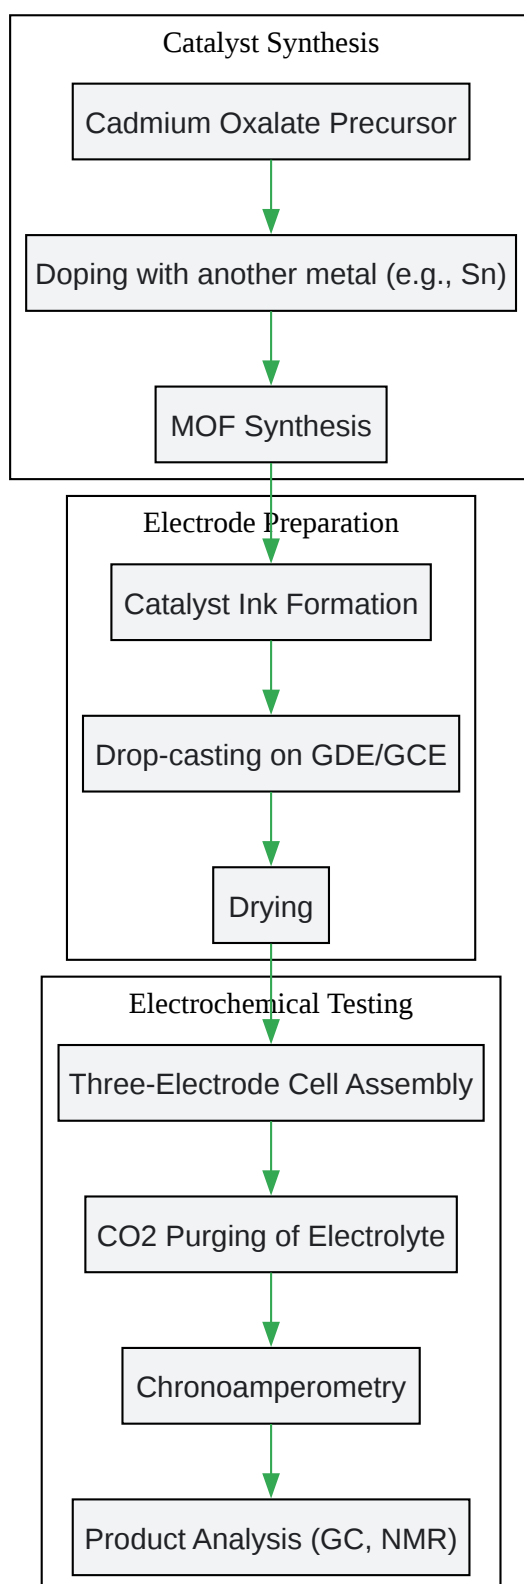 Catalyst Synthesis
Cadmium Oxalate Precursor
Doping with another metal (e.g., Sn)
MOF Synthesis
Electrode Preparation
Catalyst Ink Formation
Drop-casting on GDE/GCE
Drying
Electrochemical Testing
Three-Electrode Cell Assembly
CO2 Purging of Electrolyte
Chronoamperometry
Product Analysis (GC, NMR)